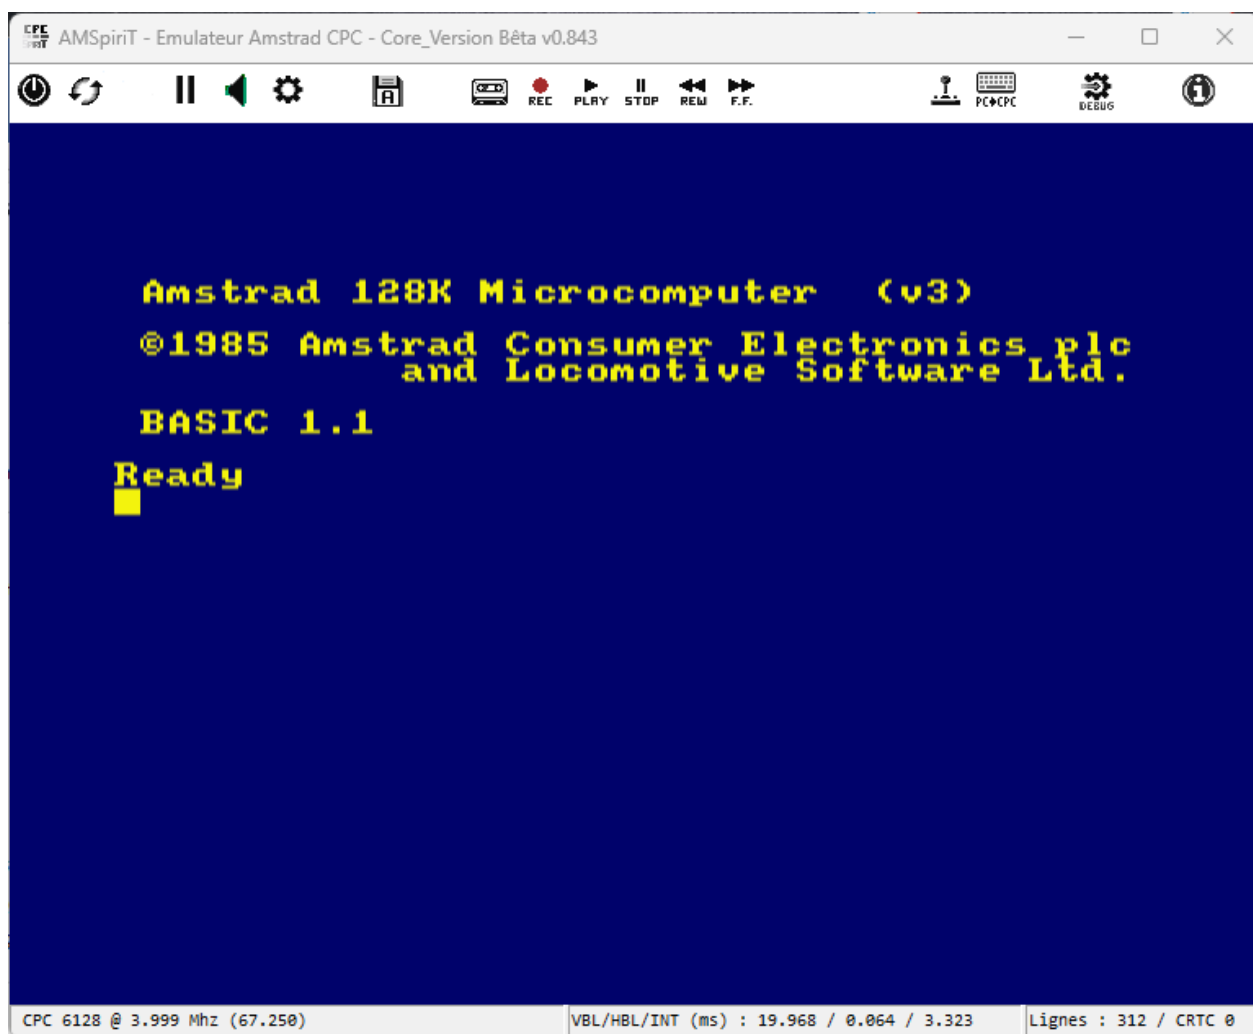 CPC SPiRiT AMSpiriT - Emulateur Amstrad CPC - Core_Version Bêta v0.843
A REC PLAY STOP REW F.F. PC CPC DEBUG
Amstrad 128K Microcomputer (v3)
©1985 Amstrad Consumer Electronics plc
and Locomotive Software Ltd.
BASIC 1.1
Ready
CPC 6128 @ 3.999 Mhz (67.250) VBL/HBL/INT (ms) : 19.968 / 0.064 / 3.323 Lignes : 312 / CRTC 0